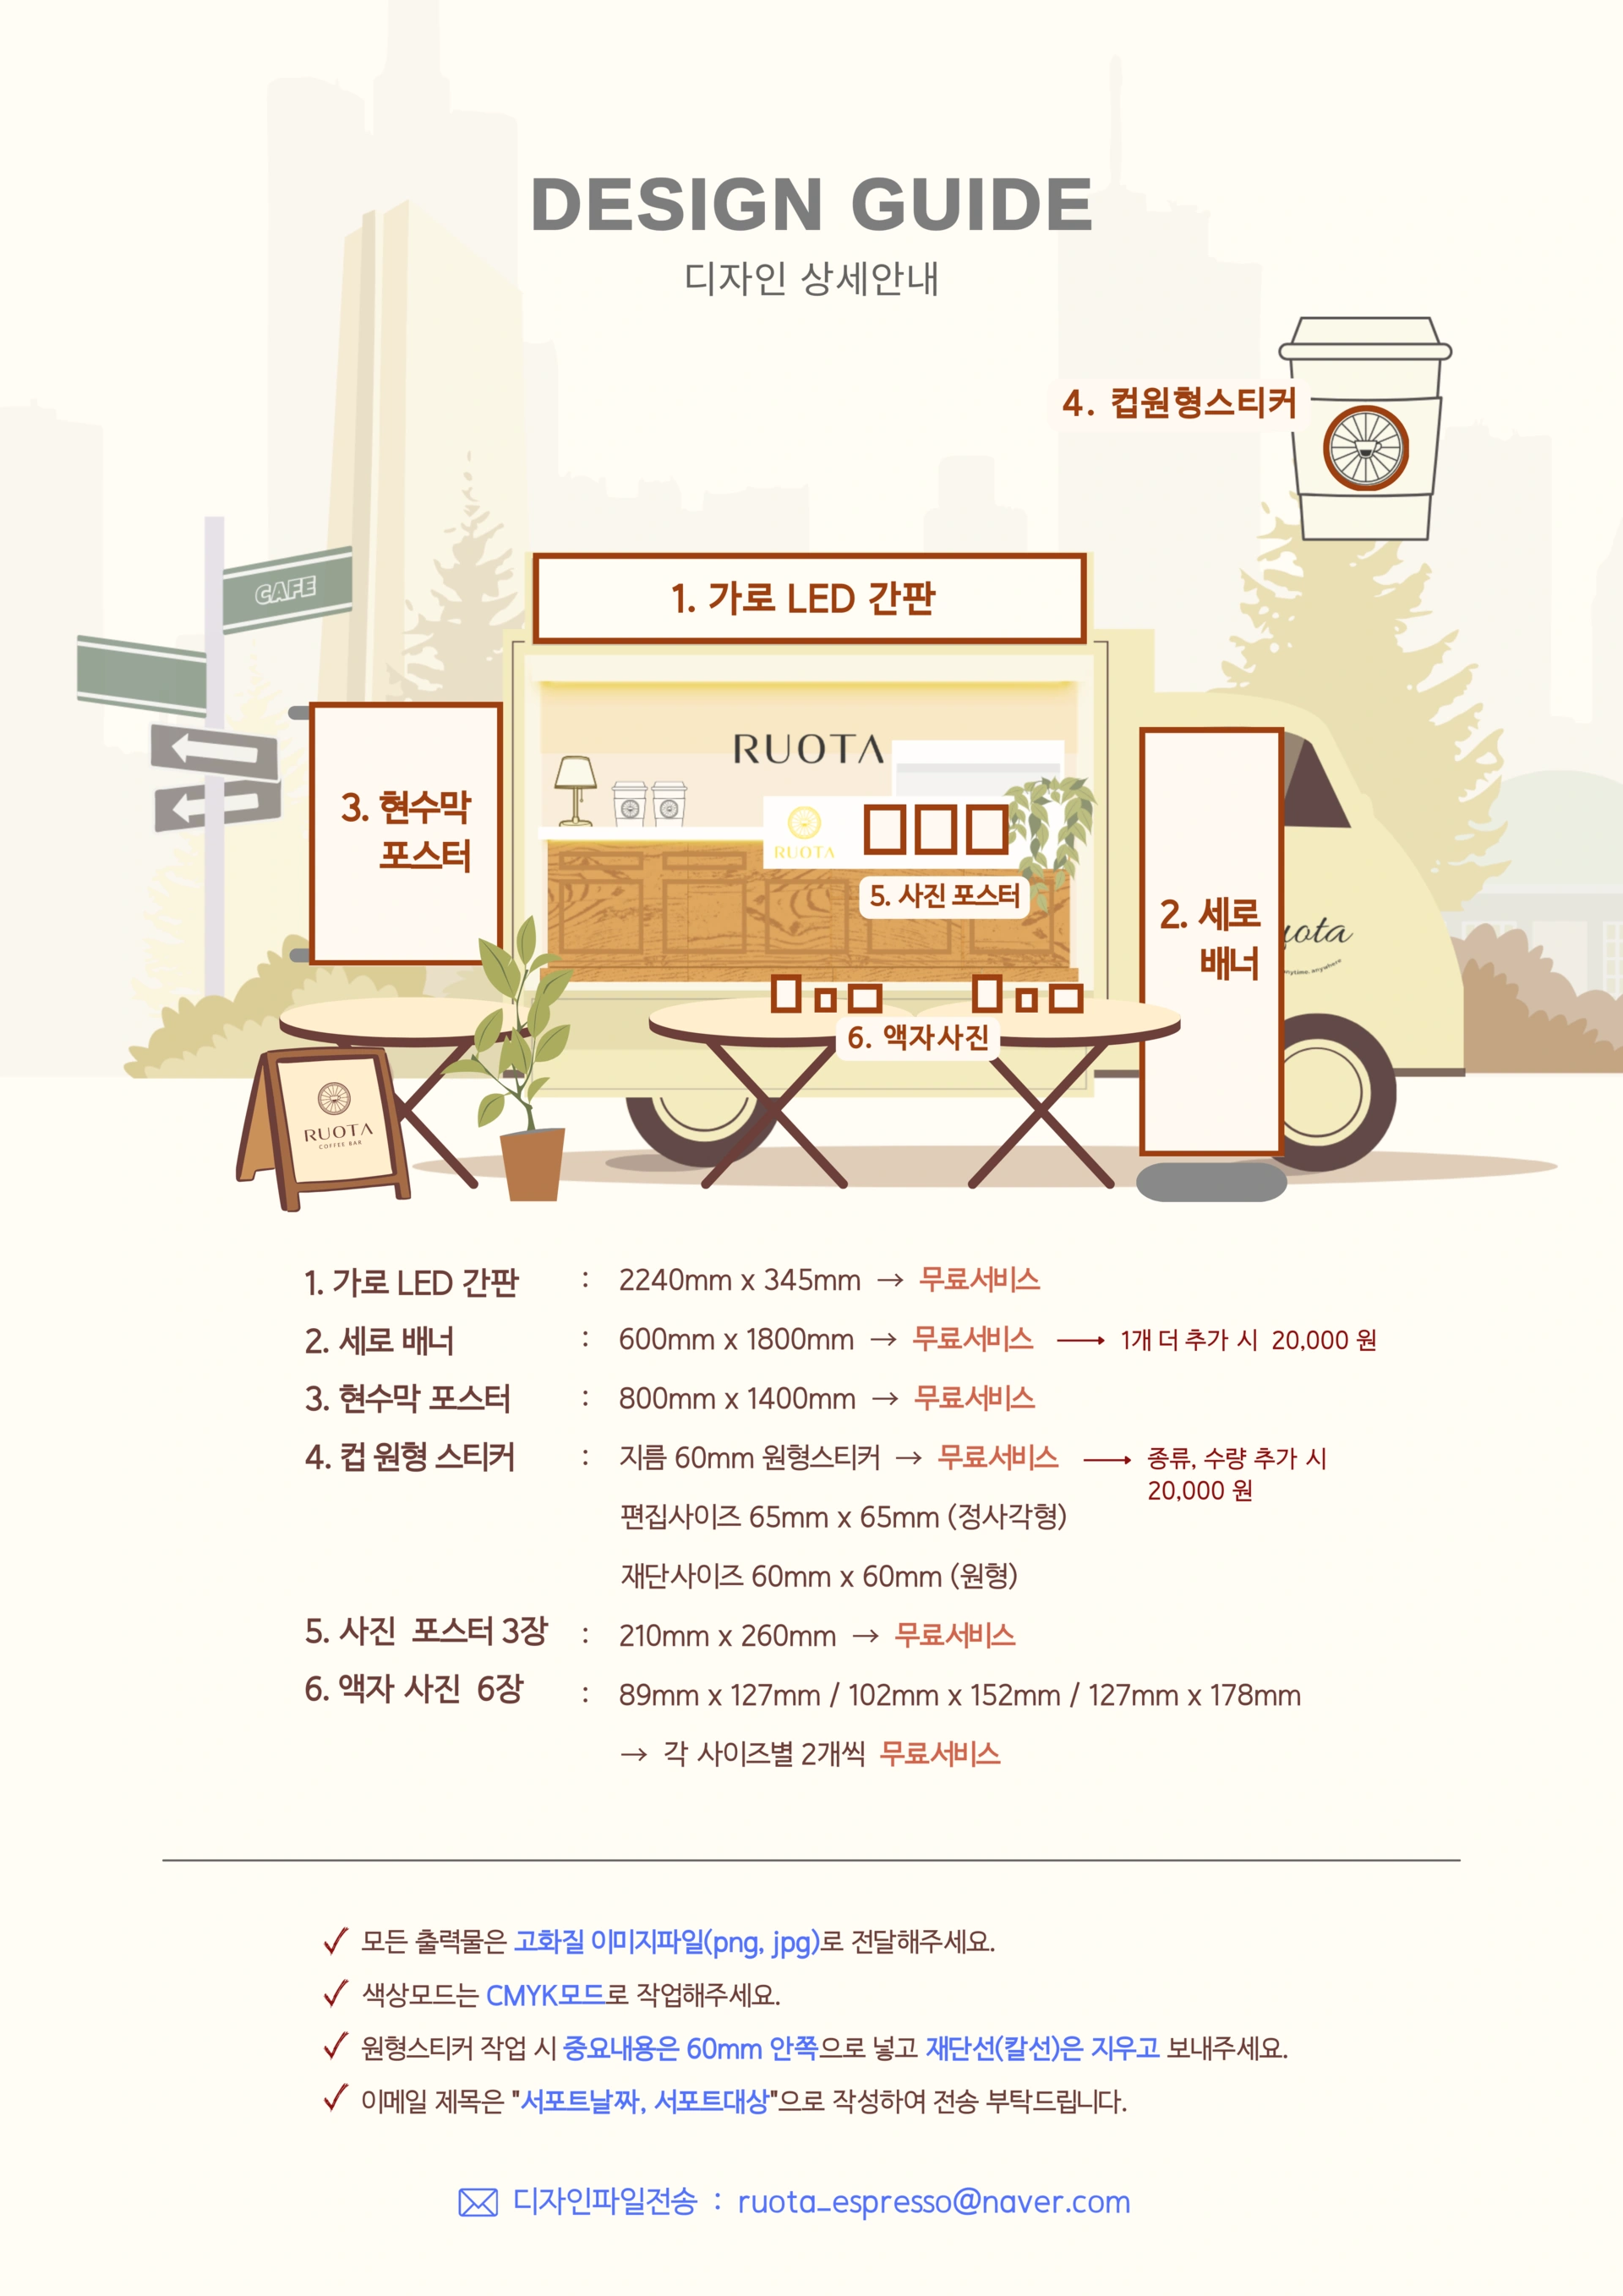 DESIGN GUIDE
디자인 상세안내
4. 컵원형스티커
CAFE
1. 가로 LED 간판
RUOTA
3. 현수막
포스터
RUOTA
5. 사진 포스터
2. 세로
배너
uota
anywhere
6. 액자사진
RUOTA
COFFEE BAR
1. 가로 LED 간판 : 2240mm x 345mm → 무료서비스
2. 세로 배너 : 600mm x 1800mm → 무료서비스 → 1개 더 추가 시 20,000 원
3. 현수막 포스터 : 800mm x 1400mm → 무료서비스
4. 컵 원형 스티커 : 지름 60mm 원형스티커 → 무료서비스 → 종류, 수량 추가 시
20,000 원
편집사이즈 65mm x 65mm (정사각형)
재단사이즈 60mm x 60mm (원형)
5. 사진 포스터 3장 : 210mm x 260mm → 무료서비스
6. 액자 사진 6장 : 89mm x 127mm / 102mm x 152mm / 127mm x 178mm
→ 각 사이즈별 2개씩 무료서비스
✓ 모든 출력물은 고화질 이미지파일(png, jpg)로 전달해주세요.
✓ 색상모드는 CMYK모드로 작업해주세요.
✓ 원형스티커 작업 시 중요내용은 60mm 안쪽으로 넣고 재단선(칼선)은 지우고 보내주세요.
✓ 이메일 제목은 "서포트날짜, 서포트대상"으로 작성하여 전송 부탁드립니다.
디자인파일전송 : ruota_espresso@naver.com